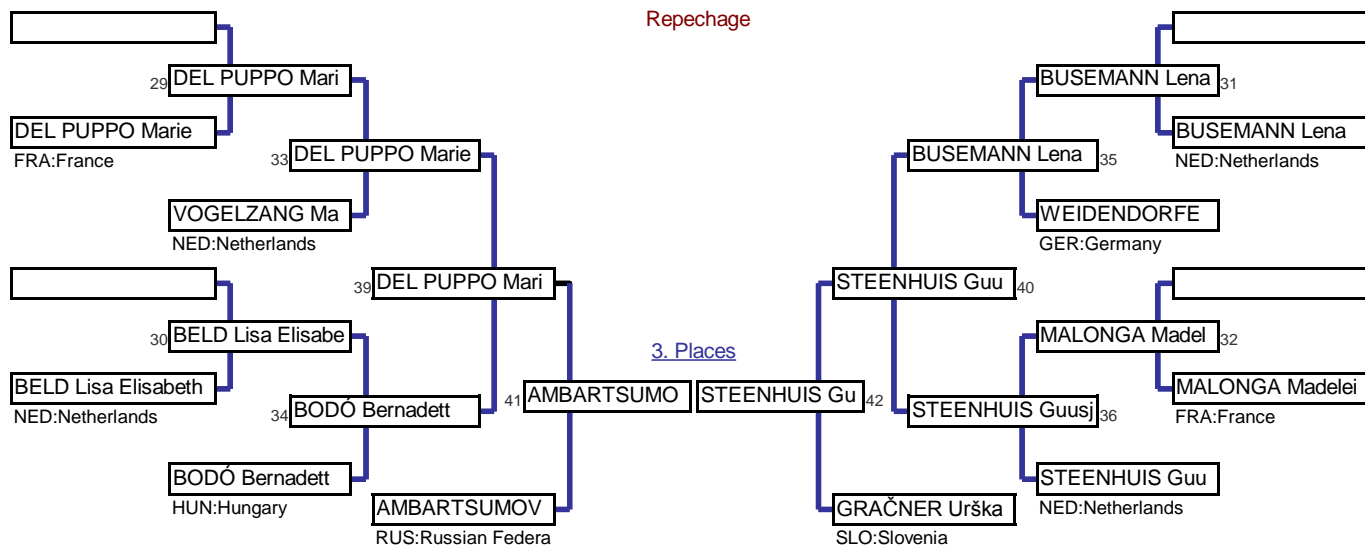 Repechage
29
DEL PUPPO Mari
DEL PUPPO Marie
FRA:France
33
DEL PUPPO Marie
VOGELZANG Ma
NED:Netherlands
39
DEL PUPPO Mari
30
BELD Lisa Elisabe
BELD Lisa Elisabeth
NED:Netherlands
34
BODÓ Bernadett
BODÓ Bernadett
HUN:Hungary
41
AMBARTSUMO
AMBARTSUMOV
RUS:Russian Federa
3. Places
BUSEMANN Lena
31
BUSEMANN Lena
NED:Netherlands
BUSEMANN Lena
35
WEIDENDORFE
GER:Germany
STEENHUIS Guu
40
MALONGA Madel
32
MALONGA Madelei
FRA:France
STEENHUIS Gu
42
STEENHUIS Guusj
36
STEENHUIS Guu
NED:Netherlands
GRAČNER Urška
SLO:Slovenia